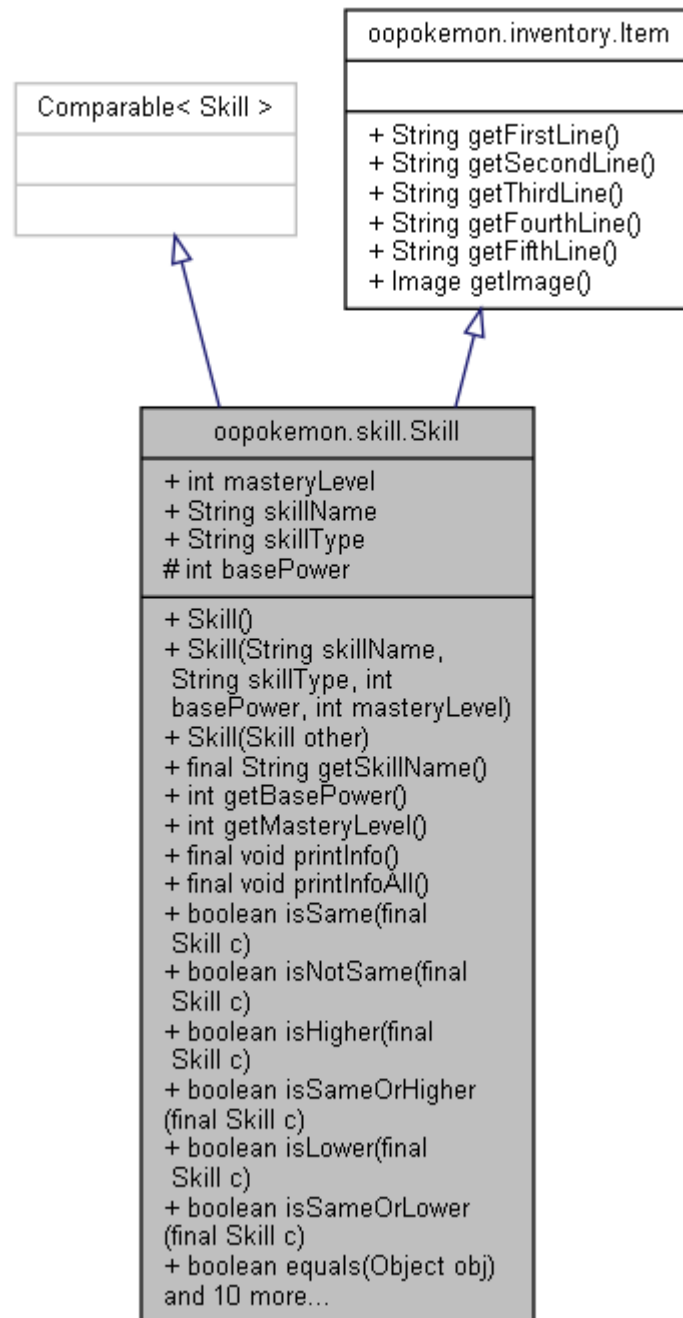 Comparable< Skill >
oopokemon.inventory.Item
+ String getFirstLine()
+ String getSecondLine()
+ String getThirdLine()
+ String getFourthLine()
+ String getFifthLine()
+ Image getImage()
oopokemon.skill.Skill
+ int masteryLevel
+ String skillName
+ String skillType
# int basePower
+ Skill()
+ Skill(String skillName,
String skillType, int
basePower, int masteryLevel)
+ Skill(Skill other)
+ final String getSkillName()
+ int getBasePower()
+ int getMasteryLevel()
+ final void printInfo()
+ final void printInfoAll()
+ boolean isSame(final
Skill c)
+ boolean isNotSame(final
Skill c)
+ boolean isHigher(final
Skill c)
+ boolean isSameOrHigher
(final Skill c)
+ boolean isLower(final
Skill c)
+ boolean isSameOrLower
(final Skill c)
+ boolean equals(Object obj)
and 10 more...